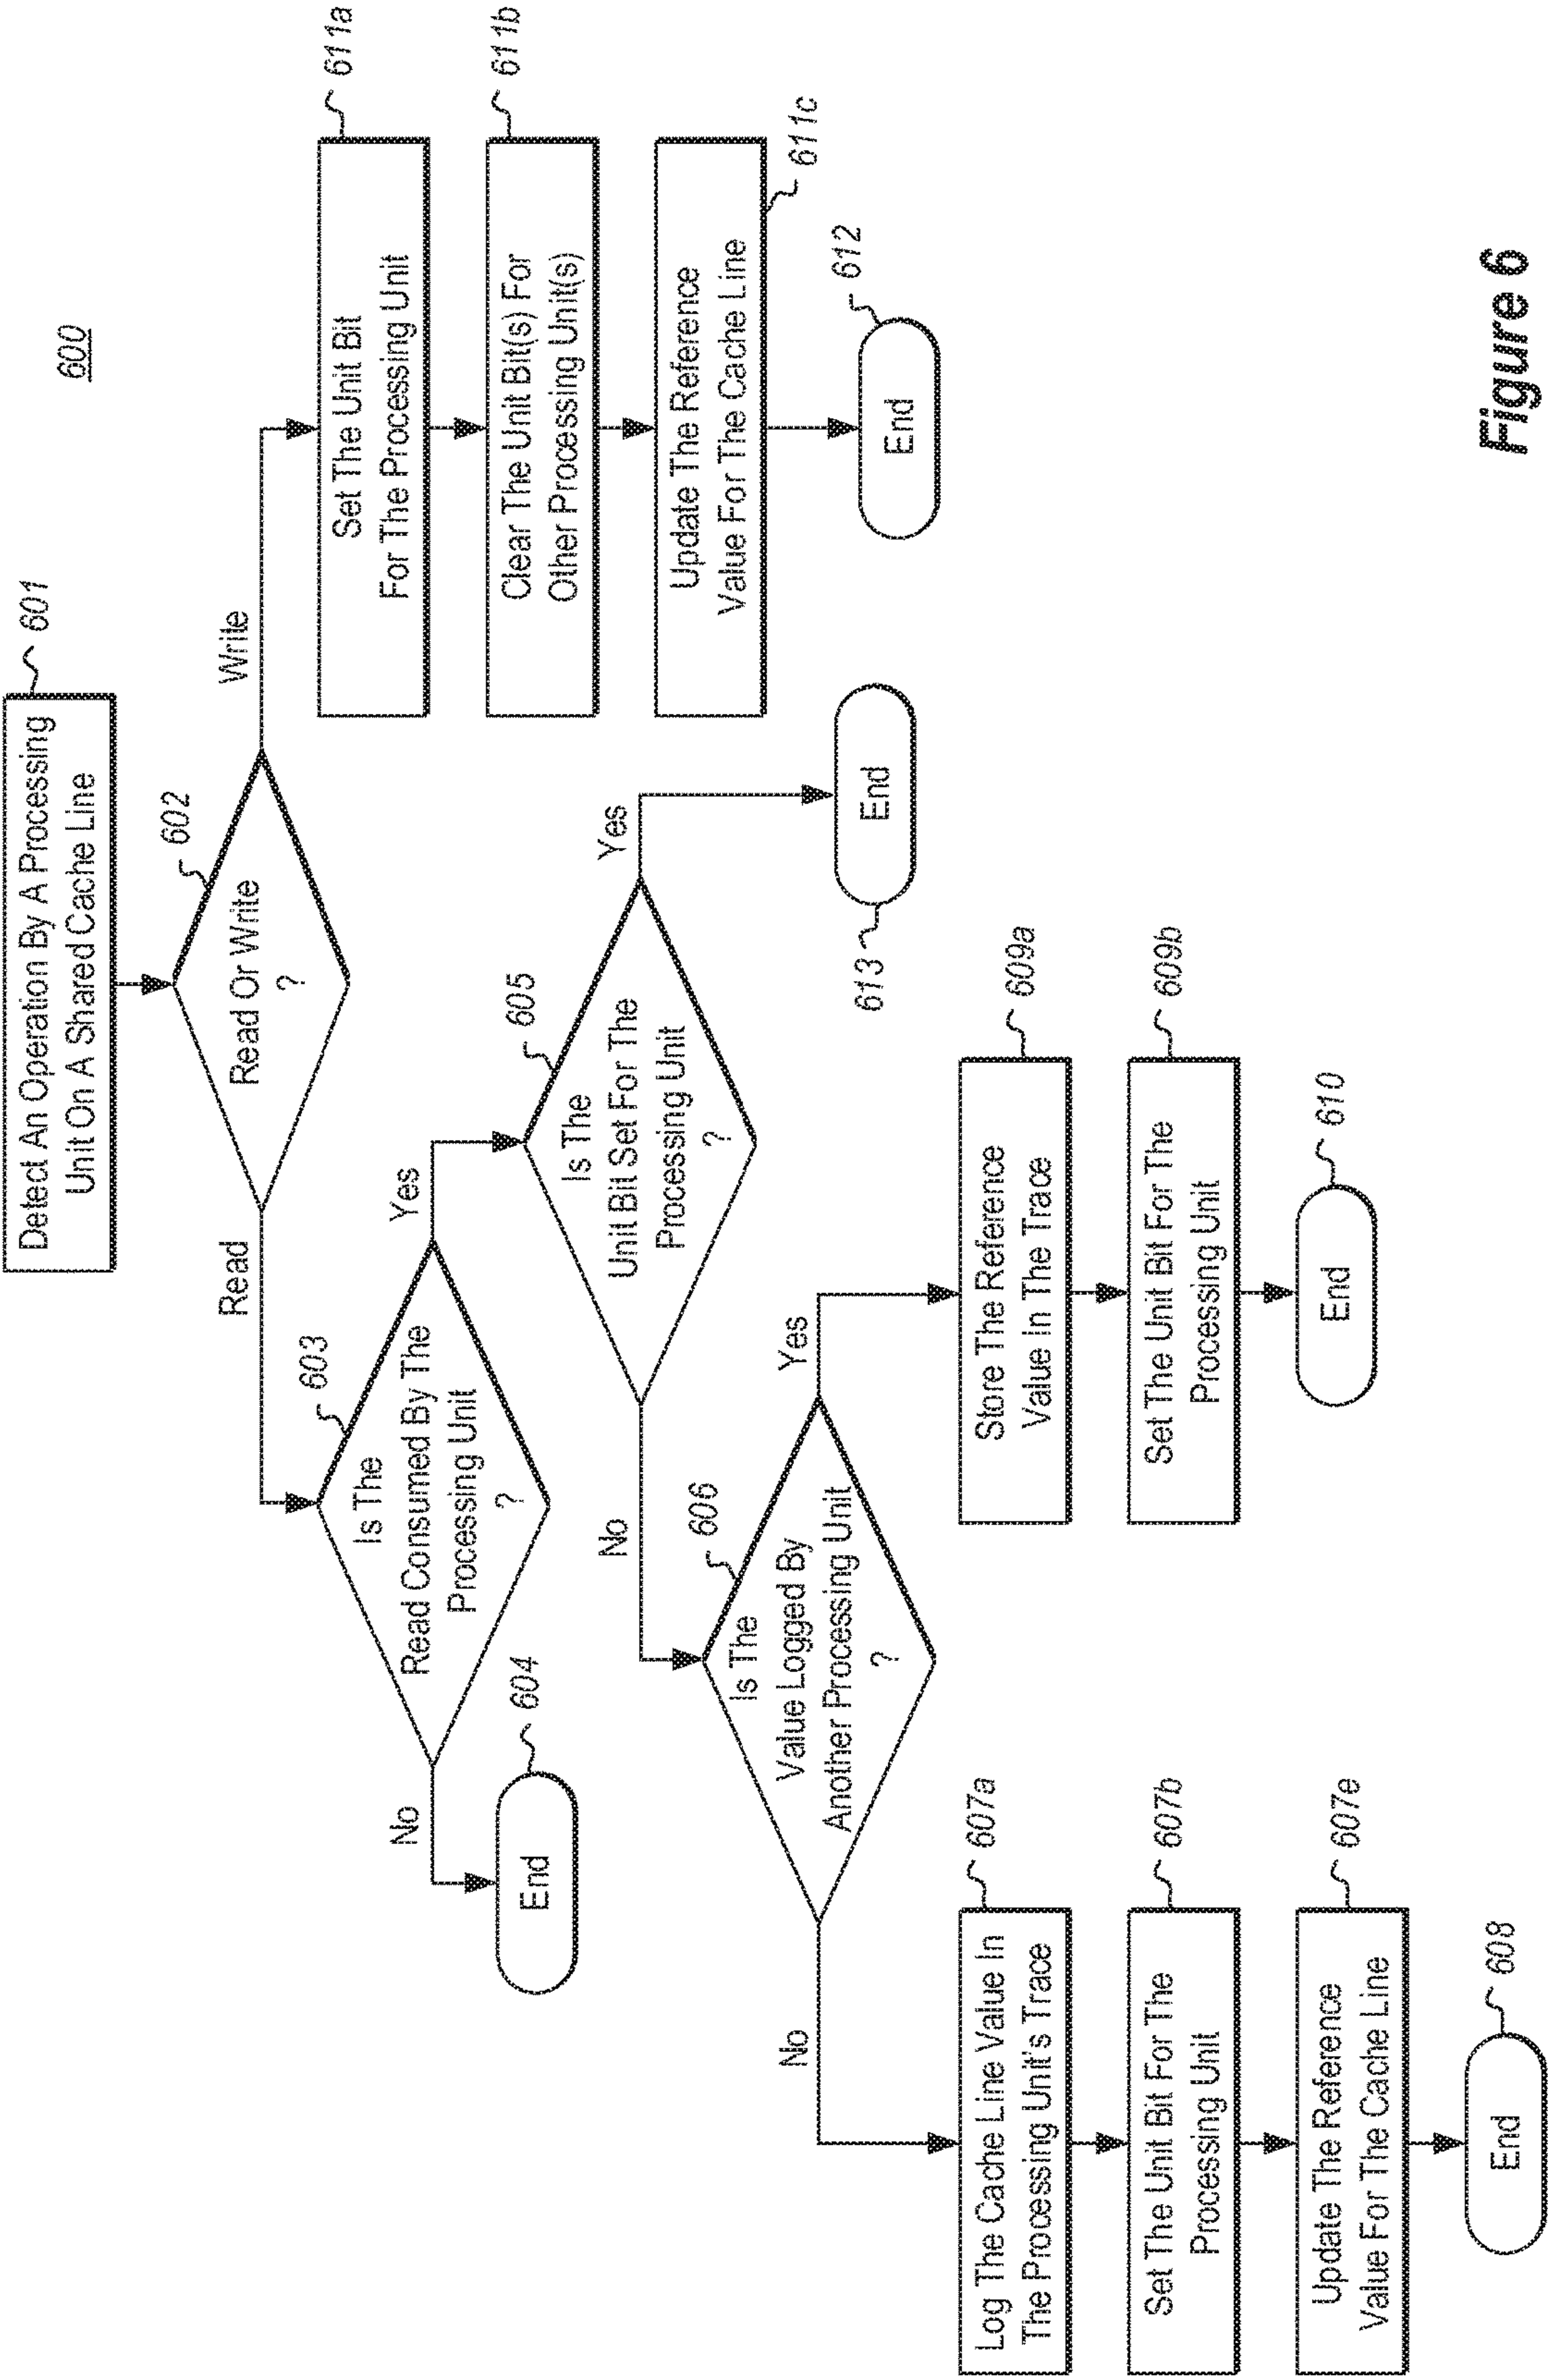 600
Detect An Operation By A Processing
Unit On A Shared Cache Line
601
Read Or Write
?
602
Read
Write
Is The
Read Consumed By The
Processing Unit
?
603
No
Yes
End
604
Is The
Unit Bit Set For The
Processing Unit
?
605
No
Yes
Is The
Value Logged By
Another Processing Unit
?
606
No
Yes
Log The Cache Line Value In
The Processing Unit's Trace
607a
Set The Unit Bit For The
Processing Unit
607b
Update The Reference
Value For The Cache Line
607e
End
608
Store The Reference
Value In The Trace
609a
Set The Unit Bit For The
Processing Unit
609b
End
610
Set The Unit Bit
For The Processing Unit
611a
Clear The Unit Bit(s) For
Other Processing Unit(s)
611b
Update The Reference
Value For The Cache Line
611c
End
612
End
613
Figure 6